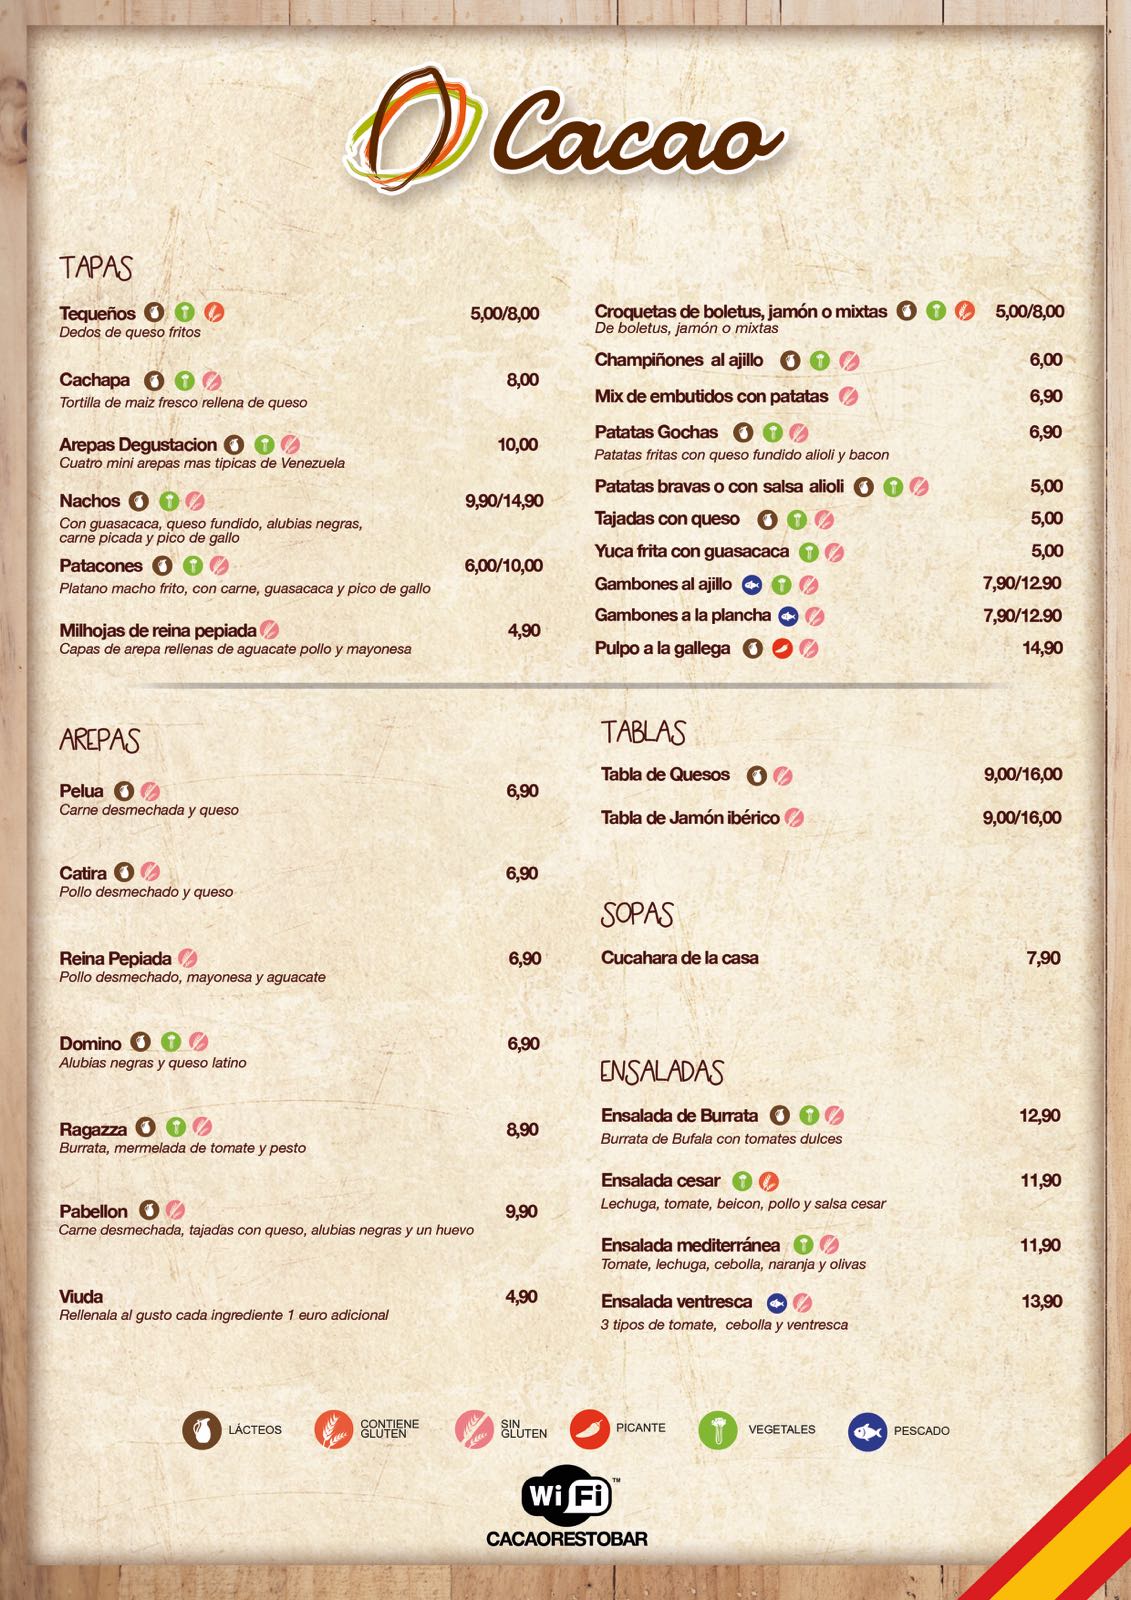 Cacao
TAPAS
Tequeños 5,00/8,00
Dedos de queso fritos
Cachapa 8,00
Tortilla de maiz fresco rellena de queso
Arepas Degustacion 10,00
Cuatro mini arepas mas tipicas de Venezuela
Nachos 9,90/14,90
Con guasacaca, queso fundido, alubias negras,
carne picada y pico de gallo
Patacones 6,00/10,00
Platano macho frito, con carne, guasacaca y pico de gallo
Milhojas de reina pepiada 4,90
Capas de arepa rellenas de aguacate pollo y mayonesa
Croquetas de boletus, jamón o mixtas 5,00/8,00
De boletus, jamón o mixtas
Champiñones al ajillo 6,00
Mix de embutidos con patatas 6,90
Patatas Gochas 6,90
Patatas fritas con queso fundido alioli y bacon
Patatas bravas o con salsa alioli 5,00
Tajadas con queso 5,00
Yuca frita con guasacaca 5,00
Gambones al ajillo 7,90/12.90
Gambones a la plancha 7,90/12.90
Pulpo a la gallega 14,90
AREPAS
Pelua 6,90
Carne desmechada y queso
Catira 6,90
Pollo desmechado y queso
Reina Pepiada 6,90
Pollo desmechado, mayonesa y aguacate
Domino 6,90
Alubias negras y queso latino
Ragazza 8,90
Burrata, mermelada de tomate y pesto
Pabellon 9,90
Carne desmechada, tajadas con queso, alubias negras y un huevo
Viuda 4,90
Rellenala al gusto cada ingrediente 1 euro adicional
TABLAS
Tabla de Quesos 9,00/16,00
Tabla de Jamón ibérico 9,00/16,00
SOPAS
Cucahara de la casa 7,90
ENSALADAS
Ensalada de Burrata 12,90
Burrata de Bufala con tomates dulces
Ensalada cesar 11,90
Lechuga, tomate, beicon, pollo y salsa cesar
Ensalada mediterránea 11,90
Tomate, lechuga, cebolla, naranja y olivas
Ensalada ventresca 13,90
3 tipos de tomate, cebolla y ventresca
LÁCTEOS
CONTIENE
GLUTEN
SIN
GLUTEN
PICANTE
VEGETALES
PESCADO
Wi Fi ™
CACAORESTOBAR